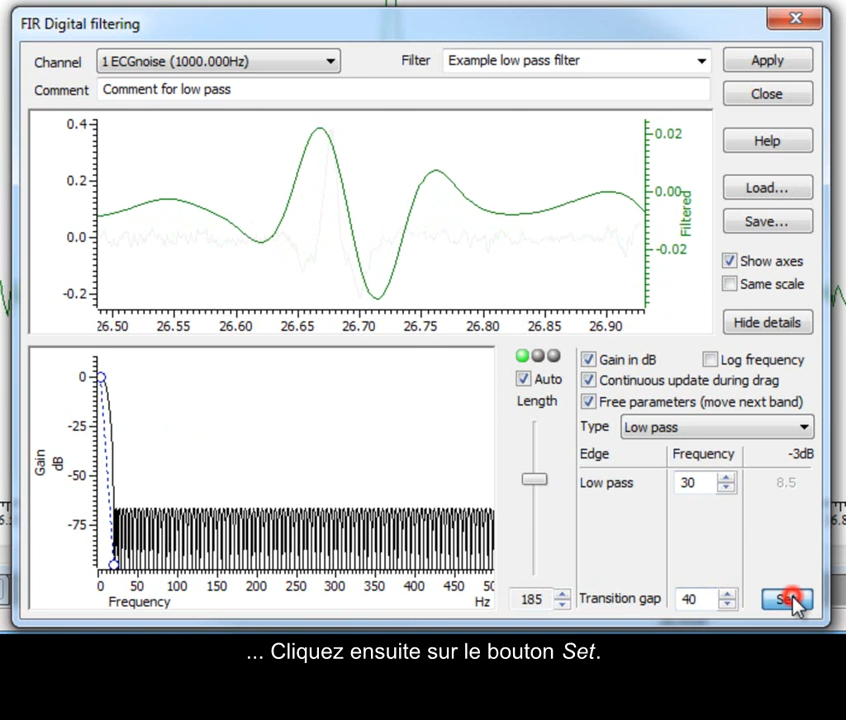 FIR Digital filtering
Channel 1 ECGnoise (1000.000Hz) Filter Example low pass filter Apply
Comment Comment for low pass Close
Help
Load...
Save...
Show axes
Same scale
Hide details
0.4
0.2
0.0
-0.2
0.02
0.00
-0.02
Filtered
26.50 26.55 26.60 26.65 26.70 26.75 26.80 26.85 26.90
0
-25
-50
-75
Gain
dB
0 50 100 150 200 250 300 350 400 450
Frequency Hz
Auto
Length
185
Gain in dB Log frequency
Continuous update during drag
Free parameters (move next band)
Type Low pass
Edge Frequency -3dB
Low pass 30 8.5
Transition gap 40
... Cliquez ensuite sur le bouton Set.